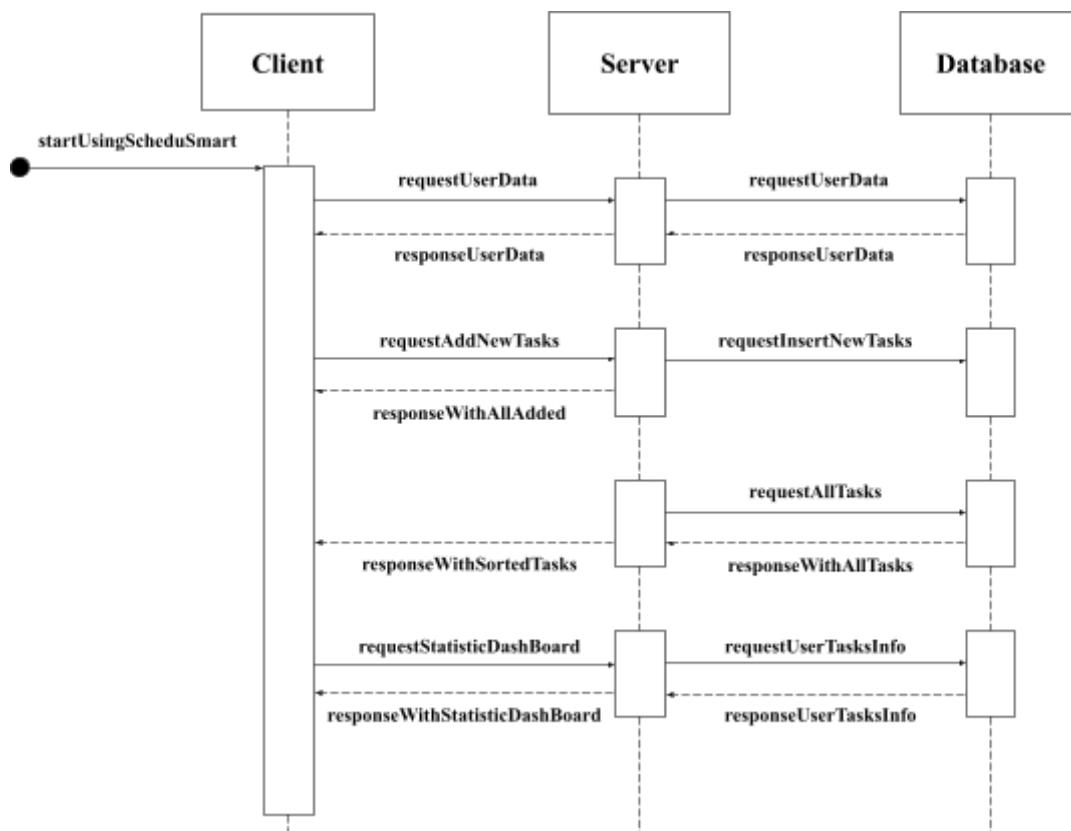 Client
Server
Database
startUsingScheduSmart
requestUserData
requestUserData
responseUserData
responseUserData
requestAddNewTasks
requestInsertNewTasks
responseWithAllAdded
requestAllTasks
responseWithSortedTasks
responseWithAllTasks
requestStatisticDashBoard
requestUserTasksInfo
responseWithStatisticDashBoard
responseUserTasksInfo